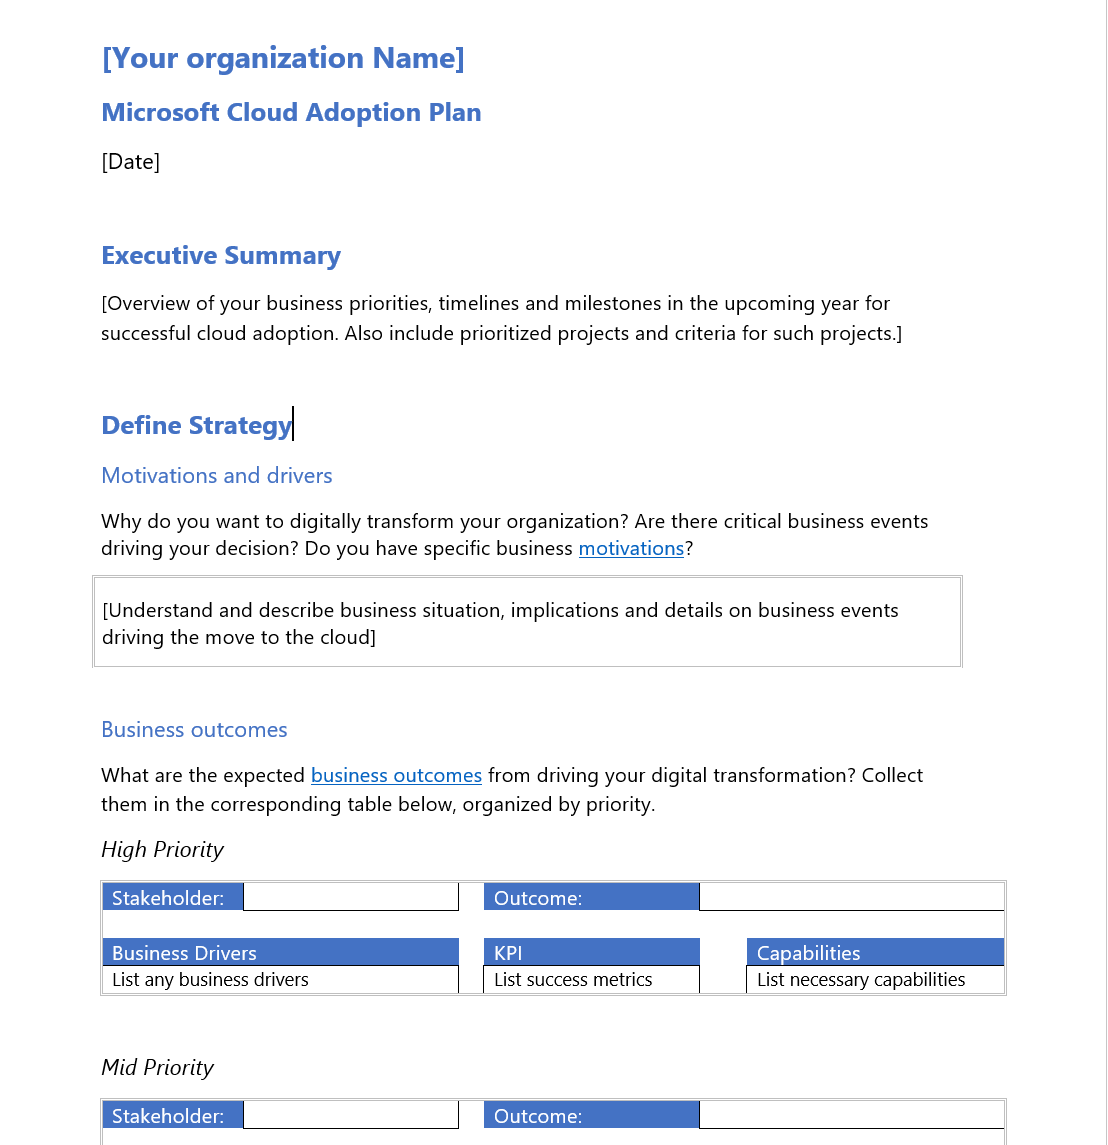 [Your organization Name]
Microsoft Cloud Adoption Plan
[Date]
Executive Summary
[Overview of your business priorities, timelines and milestones in the upcoming year for
successful cloud adoption. Also include prioritized projects and criteria for such projects.]
Define Strategy
Motivations and drivers
Why do you want to digitally transform your organization? Are there critical business events
driving your decision? Do you have specific business motivations?
[Understand and describe business situation, implications and details on business events
driving the move to the cloud]
Business outcomes
What are the expected business outcomes from driving your digital transformation? Collect
them in the corresponding table below, organized by priority.
High Priority
Stakeholder: Outcome:
Business Drivers KPI Capabilities
List any business drivers List success metrics List necessary capabilities
Mid Priority
Stakeholder: Outcome: